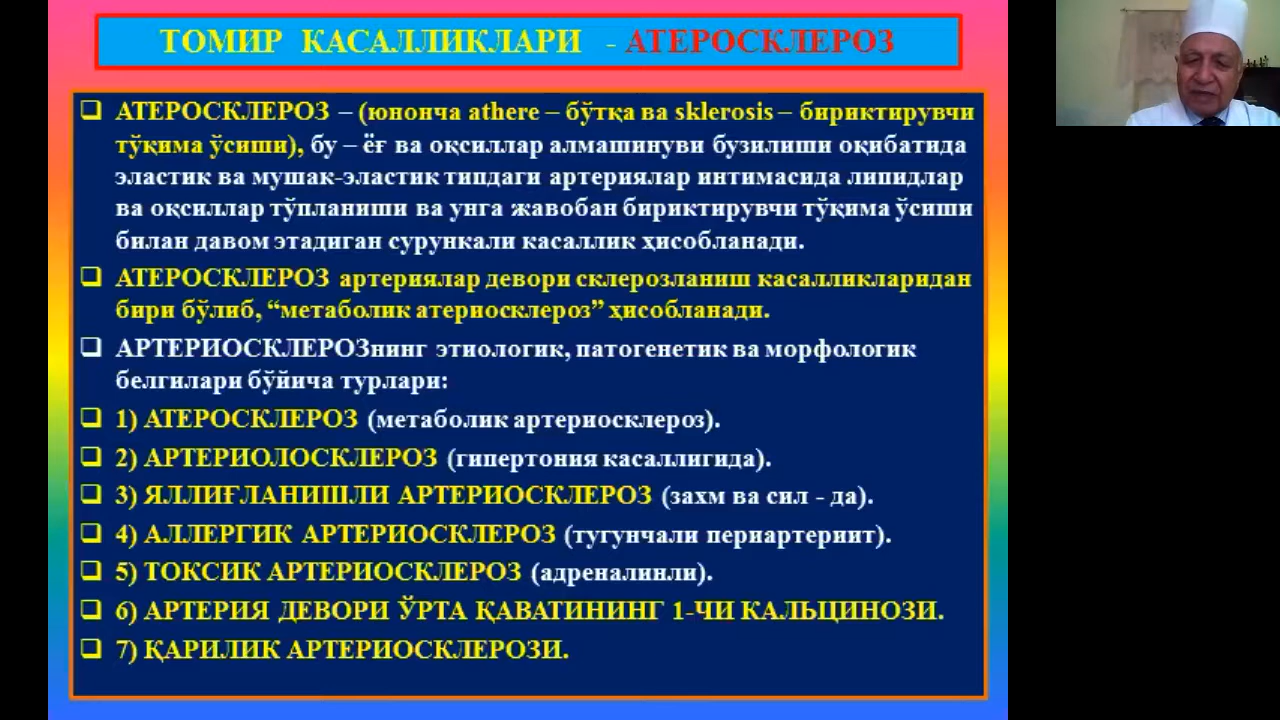 ТОМИР КАСАЛЛИКЛАРИ - АТЕРОСКЛЕРОЗ
❑ АТЕРОСКЛЕРОЗ – (юнонча athere – бўтқа ва sklerosis – бириктирувчи
тўқима ўсиши), бу – ёғ ва оқсиллар алмашинуви бузилиши оқибатида
эластик ва мушак-эластик типдаги артериялар интимасида липидлар
ва оқсиллар тўпланиши ва унга жавобан бириктирувчи тўқима ўсиши
билан давом этадиган сурункали касаллик ҳисобланади.
❑ АТЕРОСКЛЕРОЗ артериялар девори склерозланиш касалликларидан
бири бўлиб, “метаболик атериосклероз” ҳисобланади.
❑ АРТЕРИОСКЛЕРОЗнинг этиологик, патогенетик ва морфологик
белгилари бўйича турлари:
❑ 1) АТЕРОСКЛЕРОЗ (метаболик артериосклероз).
❑ 2) АРТЕРИОЛОСКЛЕРОЗ (гипертония касаллигида).
❑ 3) ЯЛЛИҒЛАНИШЛИ АРТЕРИОСКЛЕРОЗ (захм ва сил - да).
❑ 4) АЛЛЕРГИК АРТЕРИОСКЛЕРОЗ (тугунчали периартериит).
❑ 5) ТОКСИК АРТЕРИОСКЛЕРОЗ (адреналинли).
❑ 6) АРТЕРИЯ ДЕВОРИ ЎРТА ҚАВАТИНИНГ 1-ЧИ КАЛЬЦИНОЗИ.
❑ 7) ҚАРИЛИК АРТЕРИОСКЛЕРОЗИ.